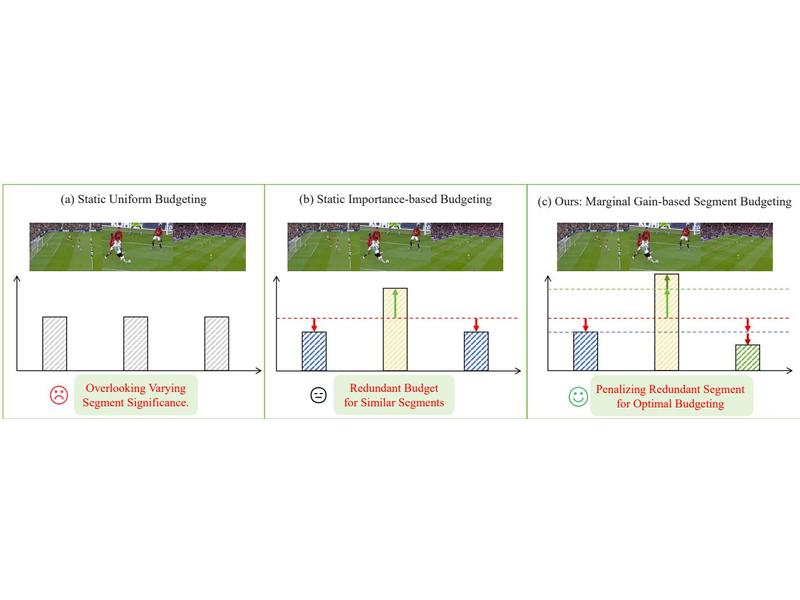 (a) Static Uniform Budgeting
Overlooking Varying
Segment Significance.
(b) Static Importance-based Budgeting
Redundant Budget
for Similar Segments
(c) Ours: Marginal Gain-based Segment Budgeting
Penalizing Redundant Segment
for Optimal Budgeting